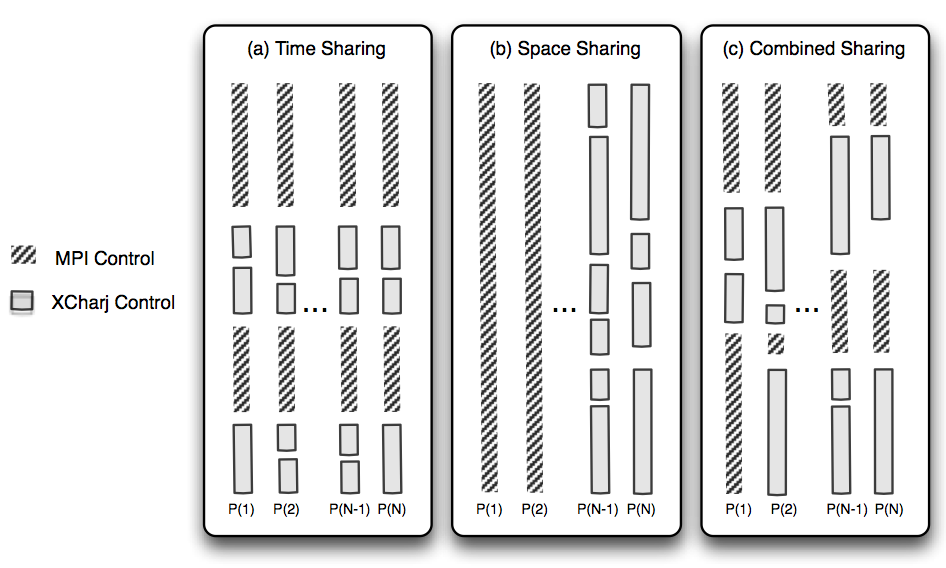 (a) Time Sharing
(b) Space Sharing
(c) Combined Sharing
MPI Control
XCharj Control
...
...
...
P(1) P(2) P(N-1) P(N)
P(1) P(2) P(N-1) P(N)
P(1) P(2) P(N-1) P(N)